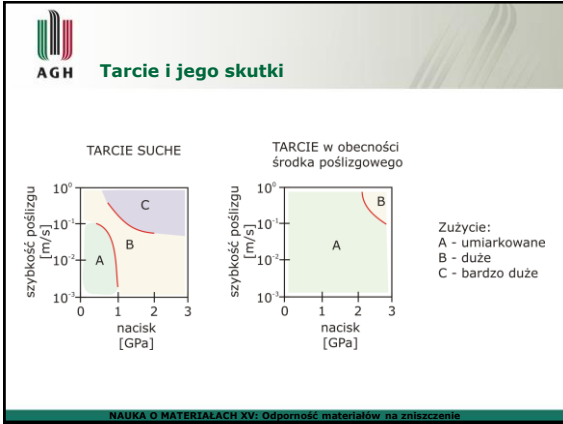 AGH
Tarcie i jego skutki
TARCIE SUCHE
szybkość poślizgu
[m/s]
10⁰
10⁻¹
10⁻²
10⁻³
A
B
C
0 1 2 3
nacisk
[GPa]
TARCIE w obecności
środka poślizgowego
szybkość poślizgu
[m/s]
10⁰
10⁻¹
10⁻²
10⁻³
A
B
0 1 2 3
nacisk
[GPa]
Zużycie:
A - umiarkowane
B - duże
C - bardzo duże
NAUKA O MATERIAŁACH XV: Odporność materiałów na zniszczenie